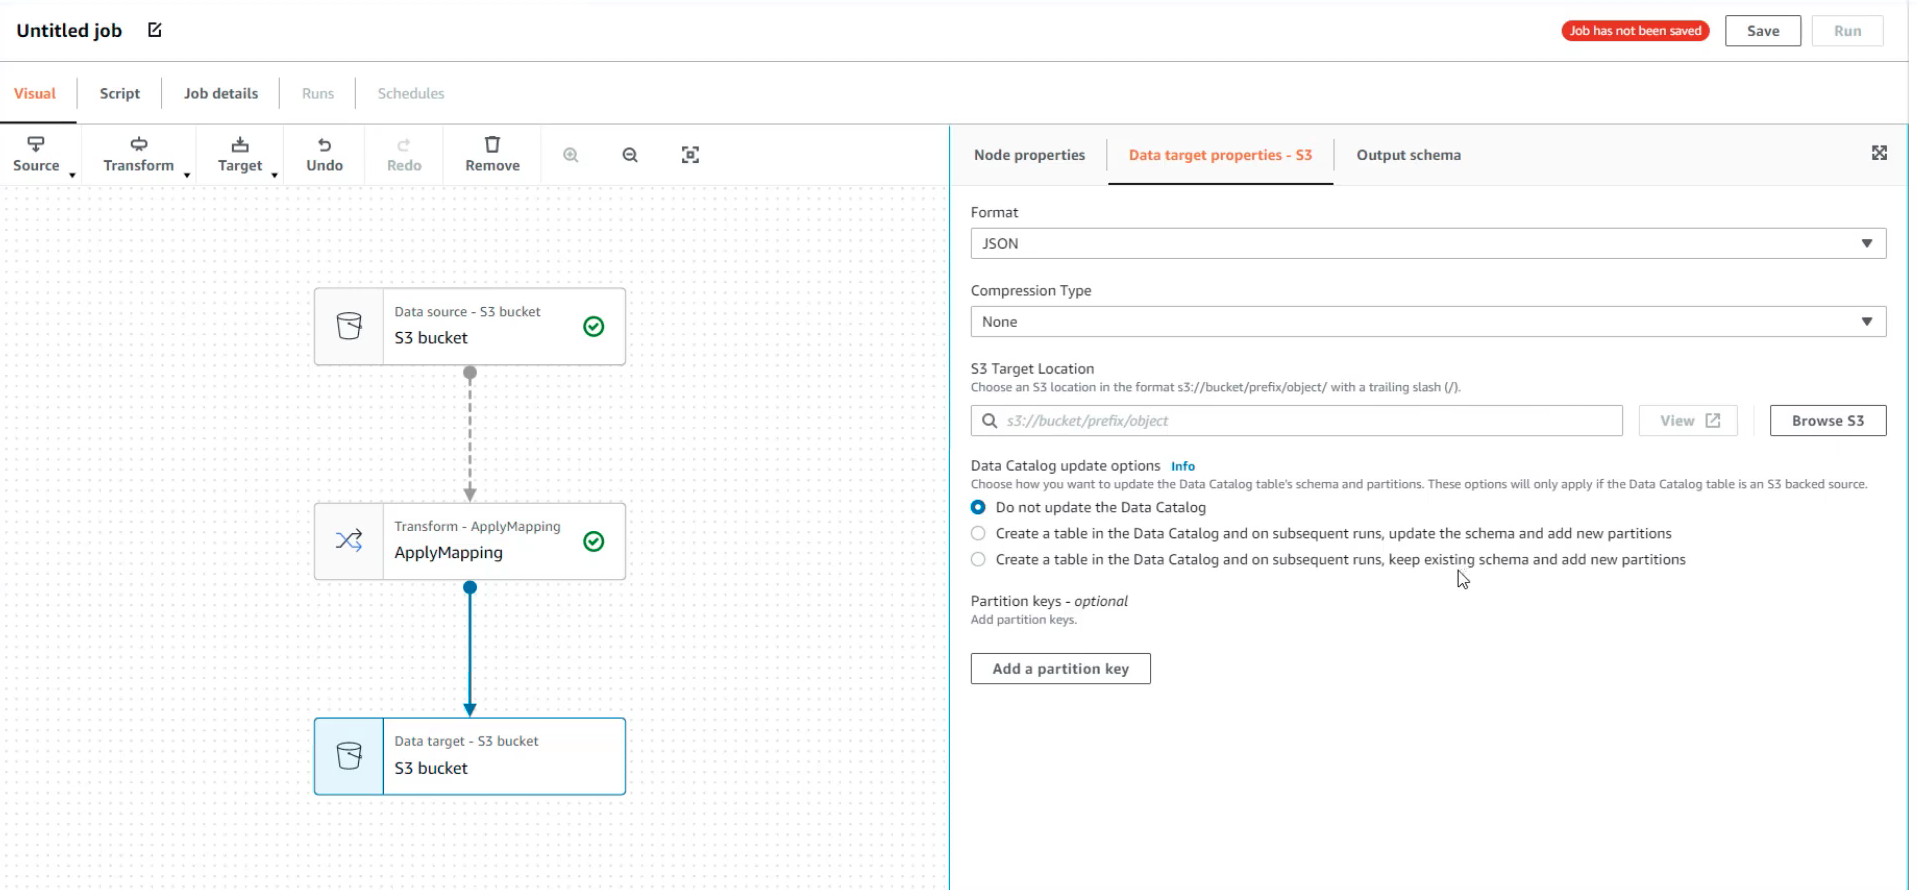 Untitled job
Job has not been saved
Save
Run
Visual
Script
Job details
Runs
Schedules
Source
Transform
Target
Undo
Redo
Remove
Node properties
Data target properties - S3
Output schema
Data source - S3 bucket
S3 bucket
Transform - ApplyMapping
ApplyMapping
Data target - S3 bucket
S3 bucket
Format
JSON
Compression Type
None
S3 Target Location
Choose an S3 location in the format s3://bucket/prefix/object/ with a trailing slash (/).
s3://bucket/prefix/object
View
Browse S3
Data Catalog update options Info
Choose how you want to update the Data Catalog table's schema and partitions. These options will only apply if the Data Catalog table is an S3 backed source.
Do not update the Data Catalog
Create a table in the Data Catalog and on subsequent runs, update the schema and add new partitions
Create a table in the Data Catalog and on subsequent runs, keep existing schema and add new partitions
Partition keys - optional
Add partition keys.
Add a partition key